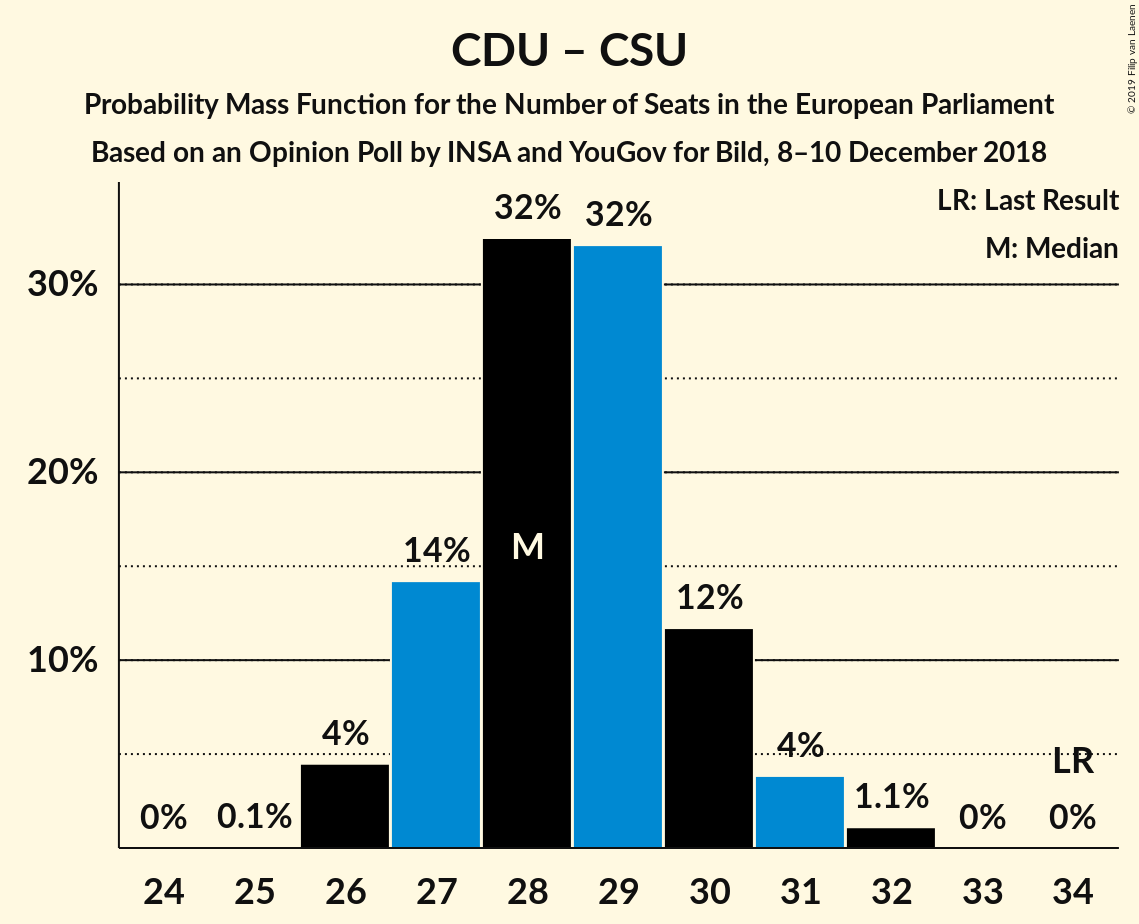 CDU – CSU
Probability Mass Function for the Number of Seats in the European Parliament
Based on an Opinion Poll by INSA and YouGov for Bild, 8–10 December 2018
© 2019 Filip van Laenen
LR: Last Result
M: Median
30%
20%
10%
0%
0.1%
4%
14%
32%
M
32%
12%
4%
1.1%
0%
LR
0%
24 25 26 27 28 29 30 31 32 33 34